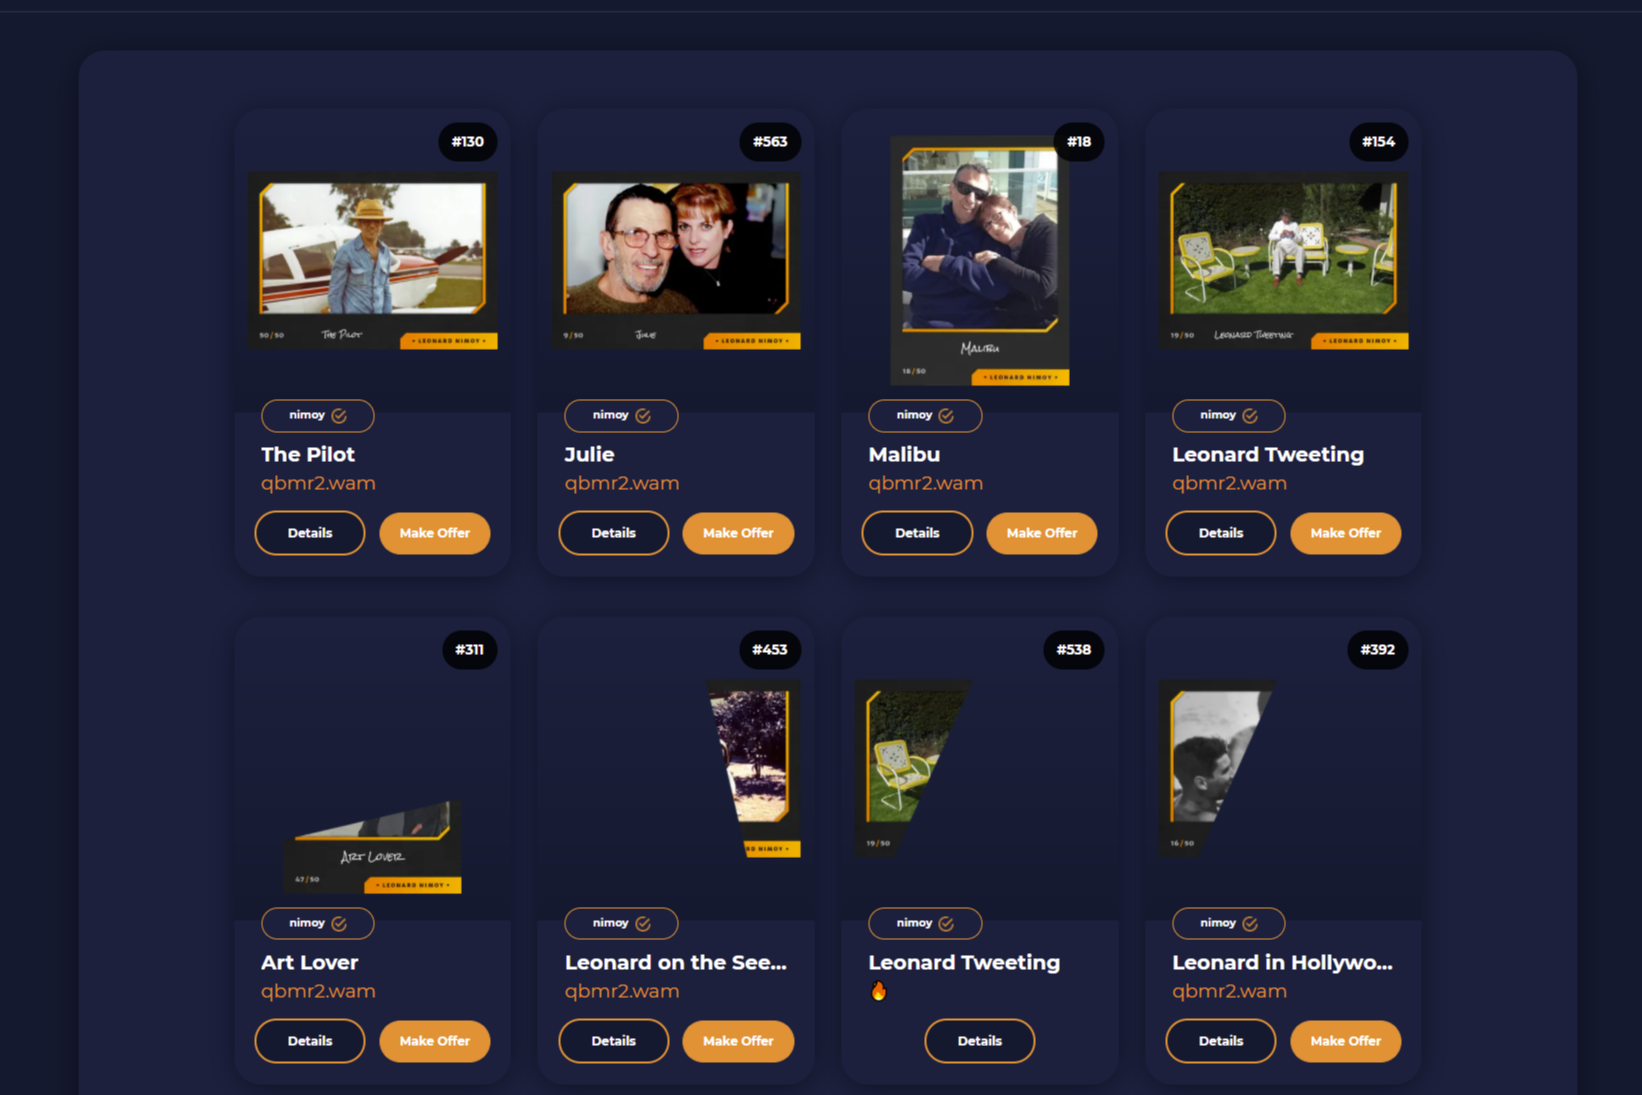 #130
50/50
The Pilot
• LEONARD NIMOY •
nimoy
The Pilot
qbmr2.wam
Details
Make Offer
#563
9/50
Julie
• LEONARD NIMOY •
nimoy
Julie
qbmr2.wam
Details
Make Offer
#18
Malibu
18/50
• LEONARD NIMOY •
nimoy
Malibu
qbmr2.wam
Details
Make Offer
#154
19/50
Leonard Tweeting
• LEONARD NIMOY •
nimoy
Leonard Tweeting
qbmr2.wam
Details
Make Offer
#311
Art Lover
47/50
• LEONARD NIMOY •
nimoy
Art Lover
qbmr2.wam
Details
Make Offer
#453
RD NIMOY •
nimoy
Leonard on the See...
qbmr2.wam
Details
Make Offer
#538
19/50
nimoy
Leonard Tweeting
🔥
Details
#392
16/50
nimoy
Leonard in Hollywo...
qbmr2.wam
Details
Make Offer